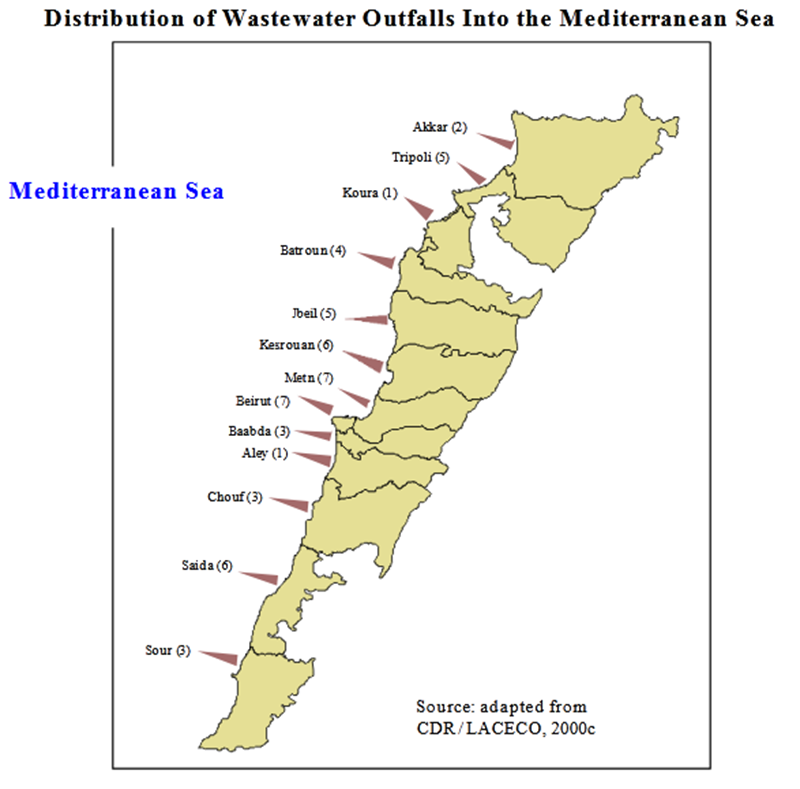 Distribution of Wastewater Outfalls Into the Mediterranean Sea
Akkar (2)
Tripoli (5)
Mediterranean Sea
Koura (1)
Batroun (4)
Jbeil (5)
Kesrouan (6)
Metn (7)
Beirut (7)
Baabda (3)
Aley (1)
Chouf (3)
Saida (6)
Sour (3)
Source: adapted from
CDR/LACECO, 2000c